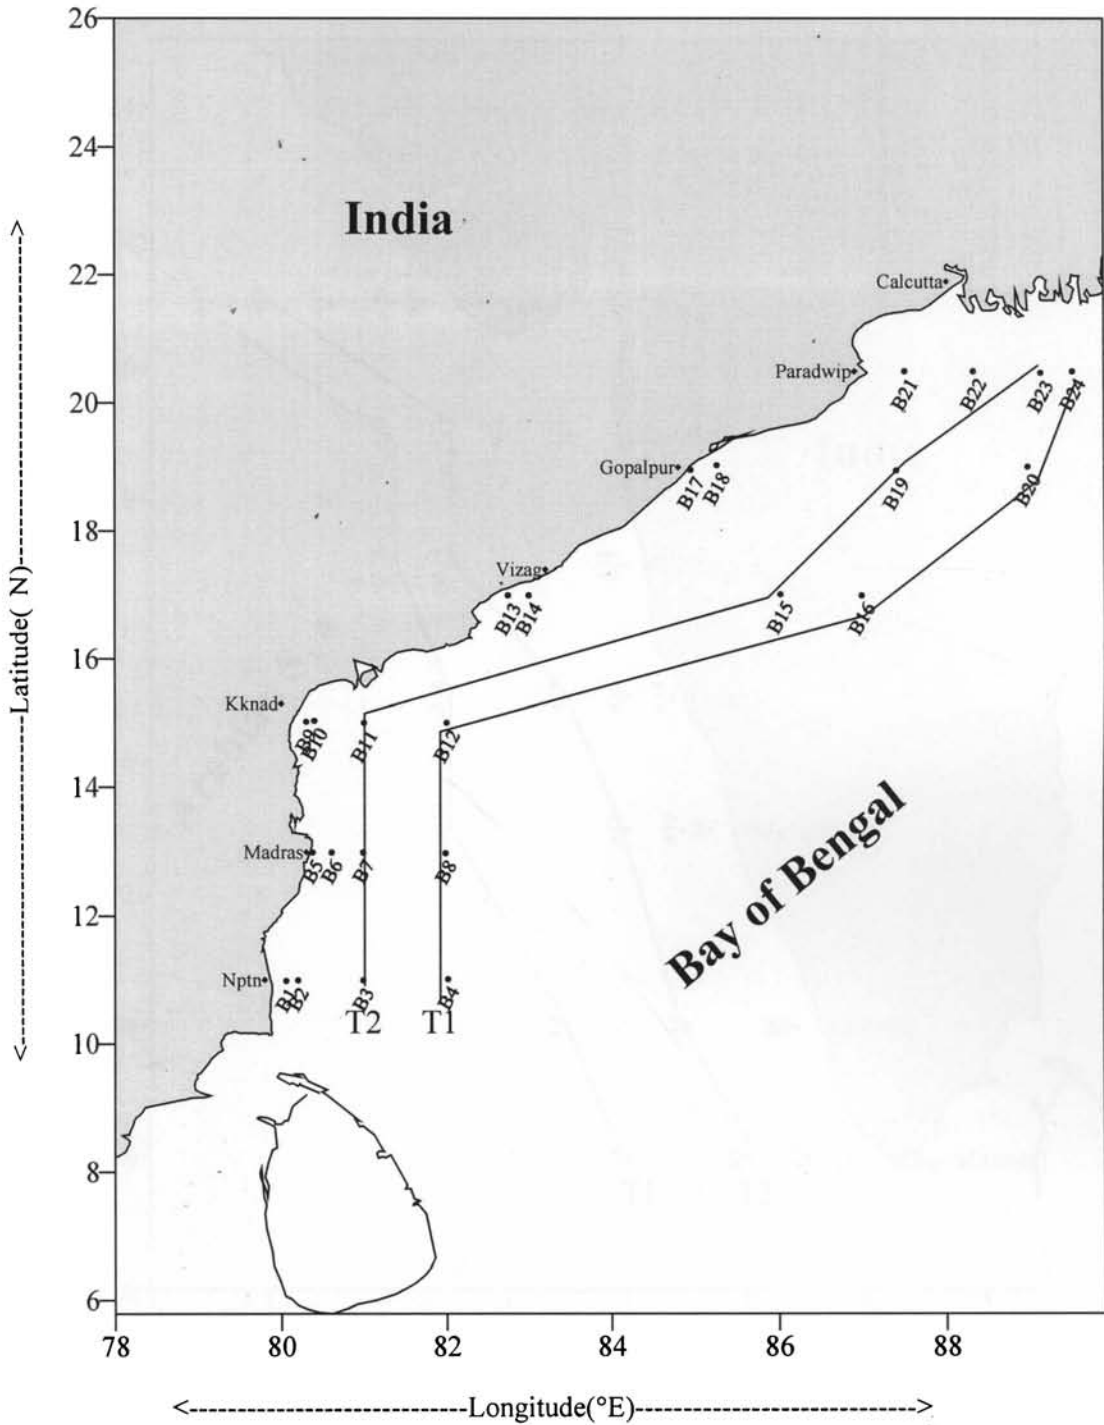 26
24
India
22
Calcutta
Paradwip
B21
B22
B23
B24
20
Gopalpur
B17
B18
B19
B20
18
Vizag
B13
B14
B15
B16
16
Kknad
B9
B10
B11
B12
14
Madras
B5
B6
B7
B8
12
Bay of Bengal
Nptn
B1
B2
B3
B4
T2
T1
10
8
6
78
80
82
84
86
88
<-----------------------Latitude( N)----------------------->
<-----------------------Longitude(°E)----------------------->